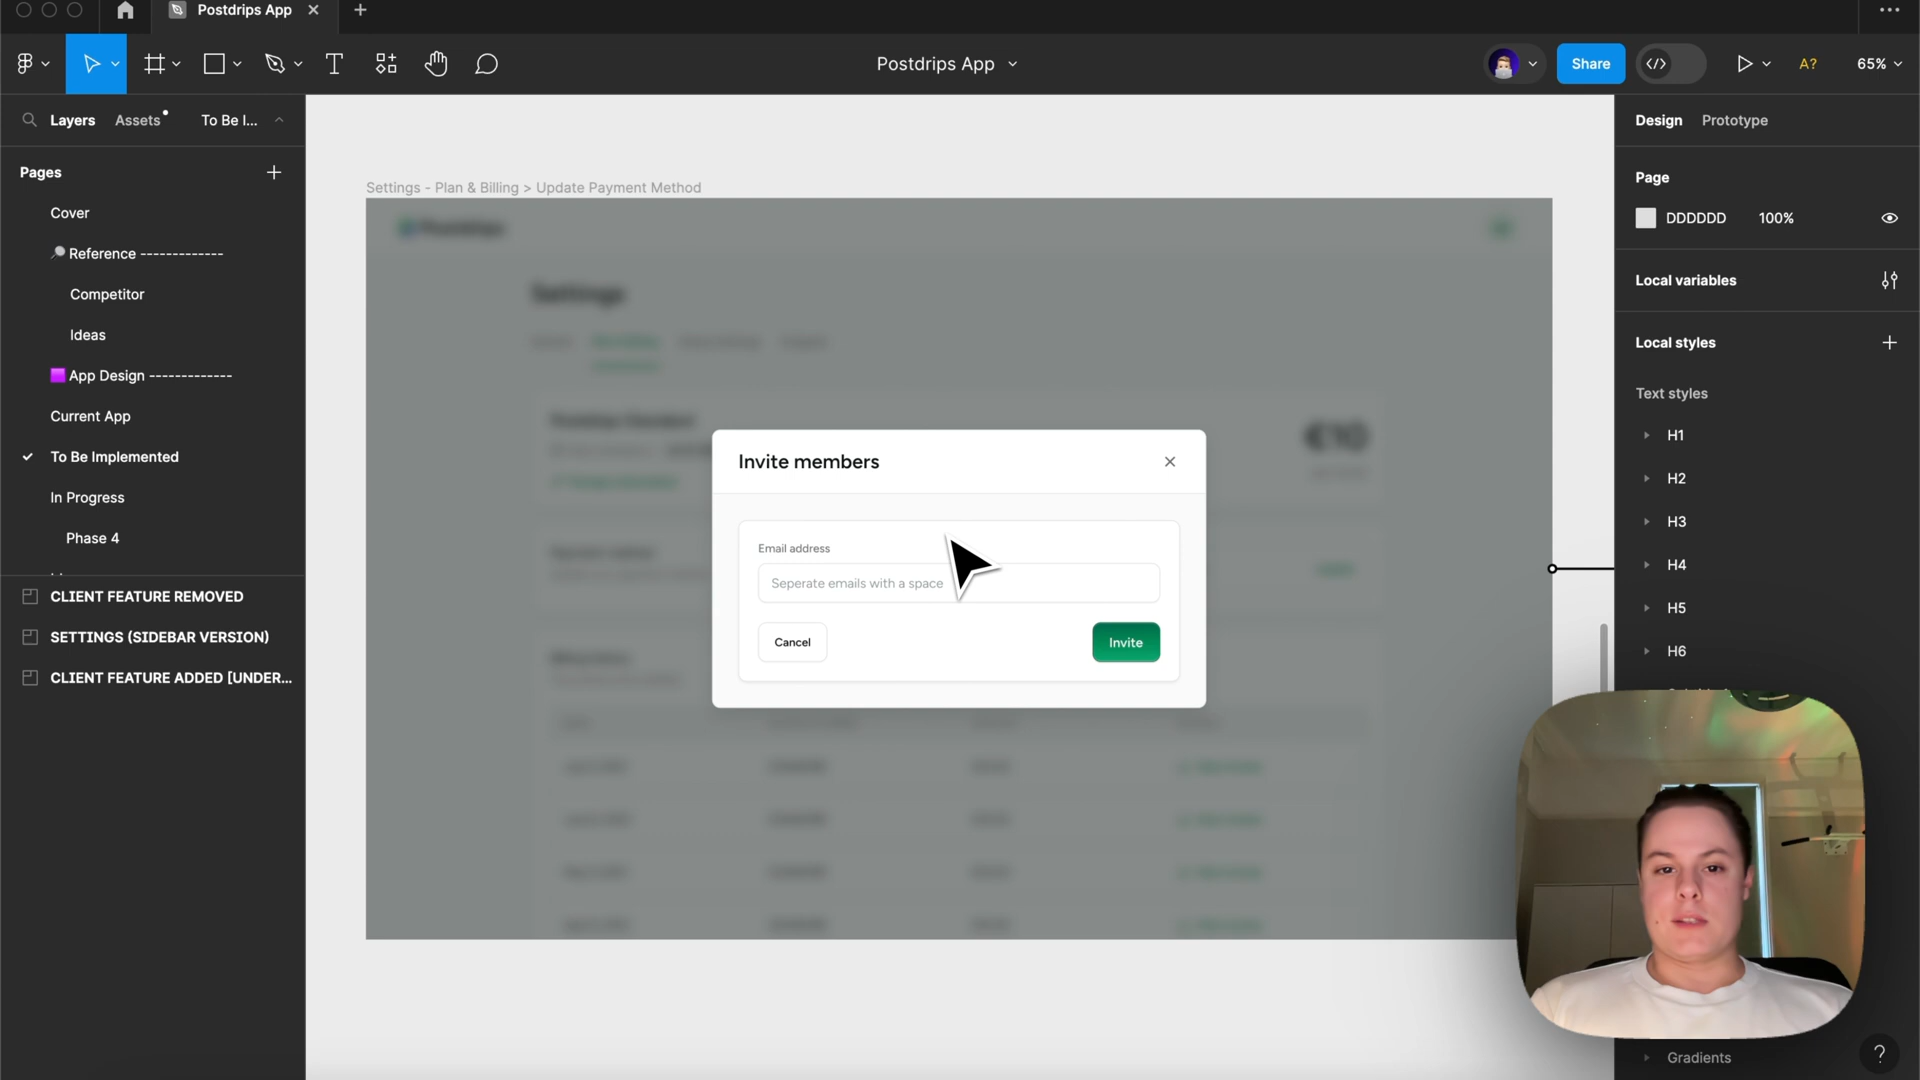 Postdrips App
Postdrips App
Share
A?
65%
Layers
Assets
To Be I...
Pages
Cover
Reference -------------
Competitor
Ideas
App Design -------------
Current App
To Be Implemented
In Progress
Phase 4
CLIENT FEATURE REMOVED
SETTINGS (SIDEBAR VERSION)
CLIENT FEATURE ADDED [UNDER...
Settings - Plan & Billing > Update Payment Method
Postdrips
Settings
€10
Invite members
Email address
Seperate emails with a space
Cancel
Invite
Design
Prototype
Page
DDDDDD
100%
Local variables
Local styles
Text styles
H1
H2
H3
H4
H5
H6
Gradients
?